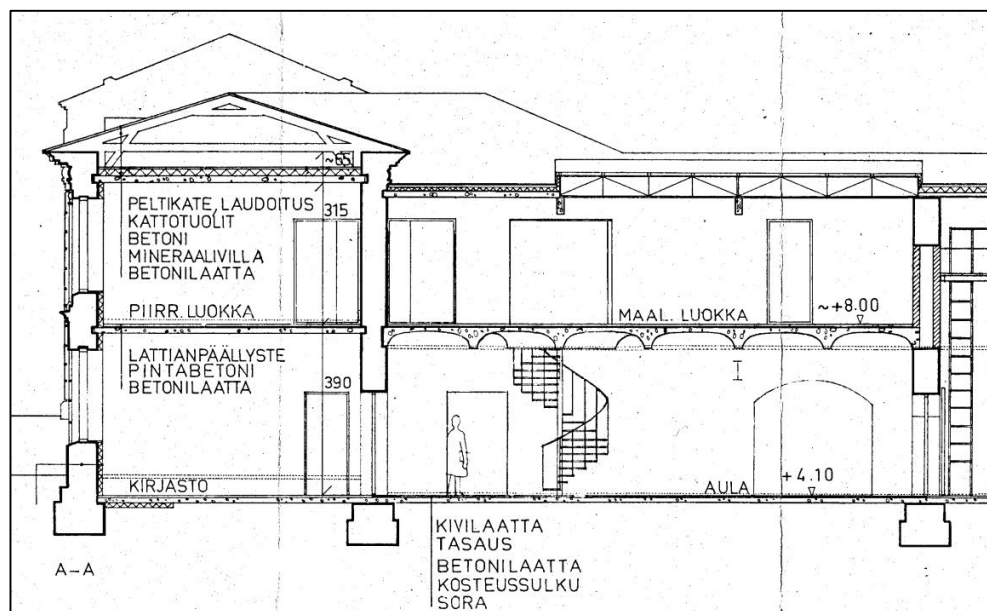 ~65
PELTIKATE, LAUDOITUS
KATTOTUOLIT
BETONI
MINERAALIVILLA
BETONILAATTA
315
PIIRR. LUOKKA
MAAL. LUOKKA
~+8.00
LATTIANPÄÄLLYSTE
PINTABETONI
BETONILAATTA
390
I
KIRJASTO
AULA
+4.10
KIVILAATTA
TASAUS
BETONILAATTA
KOSTEUSSULKU
SORA
A-A